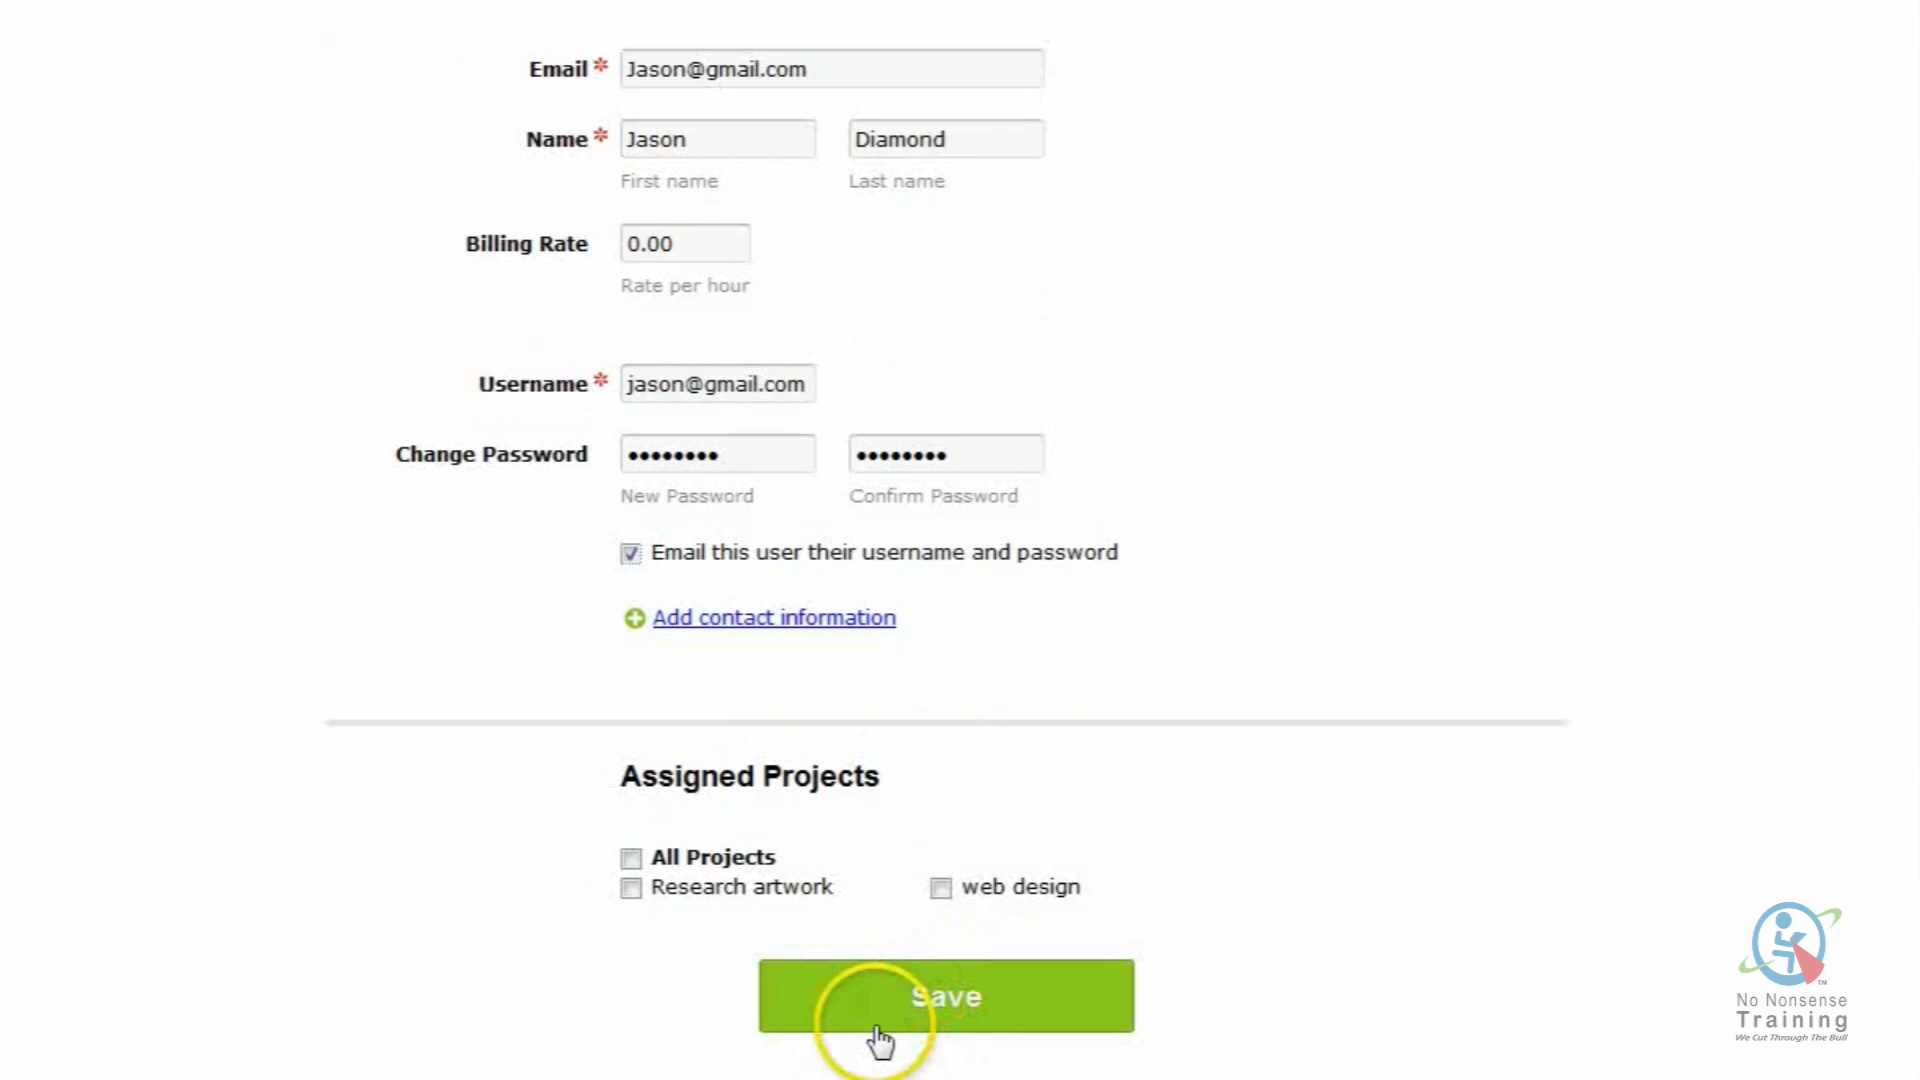 Email * Jason@gmail.com
Name * Jason Diamond
First name Last name
Billing Rate 0.00
Rate per hour
Username * jason@gmail.com
Change Password •••••••• ••••••••
New Password Confirm Password
Email this user their username and password
Add contact information
Assigned Projects
All Projects
Research artwork web design
Save
No Nonsense
Training
We Cut Through The Bull
TM